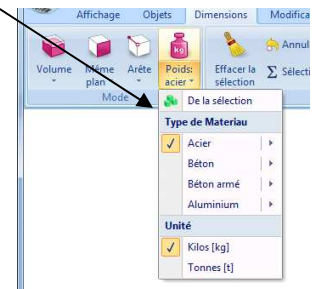 Affichage Objets Dimensions Modifica
Volume Même plan Arête Poids: acier Effacer la sélection Annul
Σ Sélecti
Mode
De la sélection
Type de Materiau
Acier
Béton
Béton armé
Aluminium
Unité
Kilos [kg]
Tonnes [t]